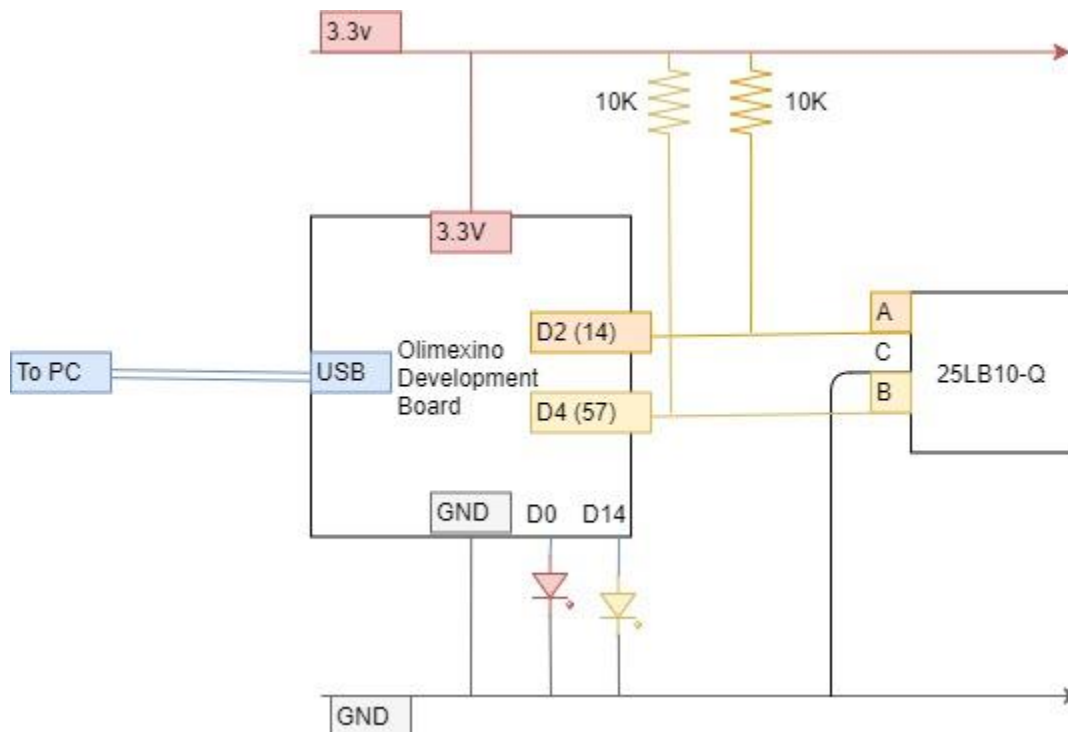 3.3v
10K
10K
3.3V
D2 (14)
A
To PC
USB
Olimexino
Development
Board
C
25LB10-Q
D4 (57)
B
GND
D0
D14
GND